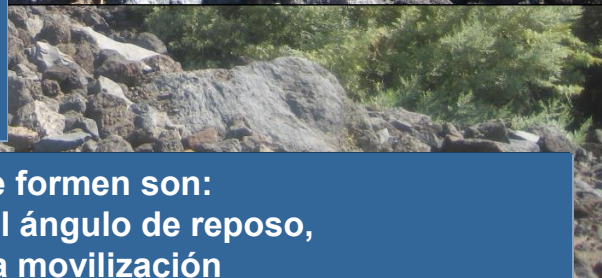 e formen son:
l ángulo de reposo,
a movilización